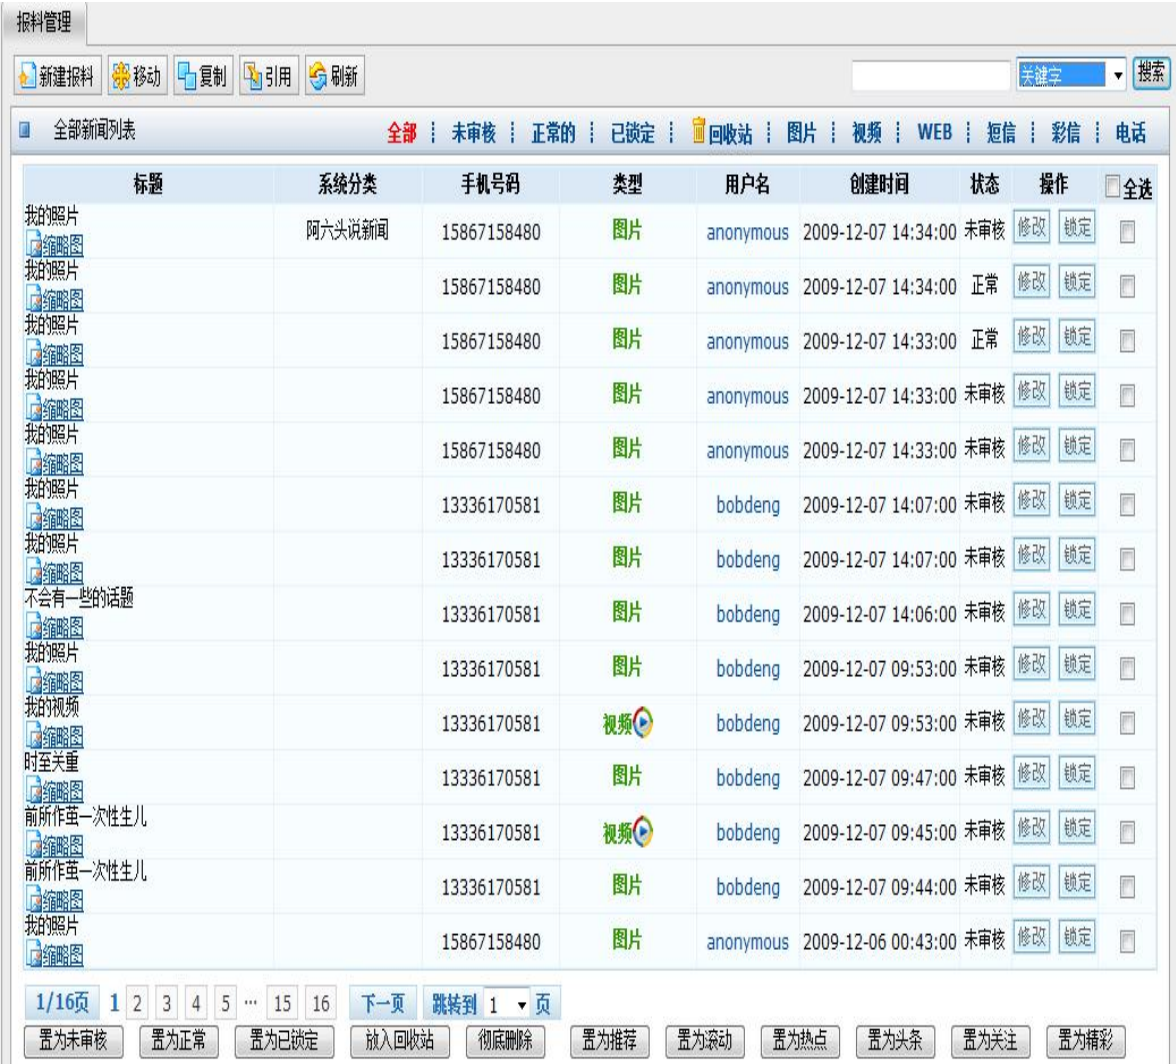 报料管理
新建报料 移动 复制 引用 刷新 关键字 搜索
全部新闻列表 全部 未审核 正常的 已锁定 回收站 图片 视频 WEB 短信 彩信 电话
标题 系统分类 手机号码 类型 用户名 创建时间 状态 操作 全选
我的照片
缩略图 阿六头说新闻 15867158480 图片 anonymous 2009-12-07 14:34:00 未审核 修改 锁定
我的照片
缩略图 15867158480 图片 anonymous 2009-12-07 14:34:00 正常 修改 锁定
我的照片
缩略图 15867158480 图片 anonymous 2009-12-07 14:33:00 正常 修改 锁定
我的照片
缩略图 15867158480 图片 anonymous 2009-12-07 14:33:00 未审核 修改 锁定
我的照片
缩略图 15867158480 图片 anonymous 2009-12-07 14:33:00 未审核 修改 锁定
我的照片
缩略图 13336170581 图片 bobdeng 2009-12-07 14:07:00 未审核 修改 锁定
我的照片
缩略图 13336170581 图片 bobdeng 2009-12-07 14:07:00 未审核 修改 锁定
不会有一些的话题
缩略图 13336170581 图片 bobdeng 2009-12-07 14:06:00 未审核 修改 锁定
我的照片
缩略图 13336170581 图片 bobdeng 2009-12-07 09:53:00 未审核 修改 锁定
我的视频
缩略图 13336170581 视频 bobdeng 2009-12-07 09:53:00 未审核 修改 锁定
时至关重
缩略图 13336170581 图片 bobdeng 2009-12-07 09:47:00 未审核 修改 锁定
前所作茧一次性生儿
缩略图 13336170581 视频 bobdeng 2009-12-07 09:45:00 未审核 修改 锁定
前所作茧一次性生儿
缩略图 13336170581 图片 bobdeng 2009-12-07 09:44:00 未审核 修改 锁定
我的照片
缩略图 15867158480 图片 anonymous 2009-12-06 00:43:00 未审核 修改 锁定
1/16页 1 2 3 4 5 … 15 16 下一页 跳转到 1 页
置为未审核 置为正常 置为已锁定 放入回收站 彻底删除 置为推荐 置为滚动 置为热点 置为头条 置为关注 置为精彩